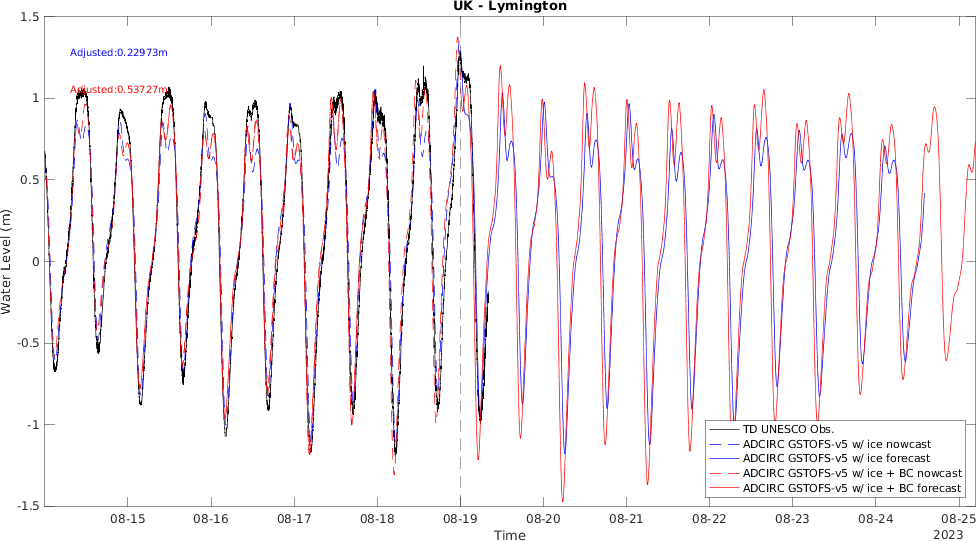 UK - Lymington
1.5
1
0.5
0
-0.5
-1
-1.5
Water Level (m)
Adjusted:0.22973m
Adjusted:0.53727m
TD UNESCO Obs.
ADCIRC GSTOFS-v5 w/ ice nowcast
ADCIRC GSTOFS-v5 w/ ice forecast
ADCIRC GSTOFS-v5 w/ ice + BC nowcast
ADCIRC GSTOFS-v5 w/ ice + BC forecast
08-15 08-16 08-17 08-18 08-19 08-20 08-21 08-22 08-23 08-24 08-25
Time
2023